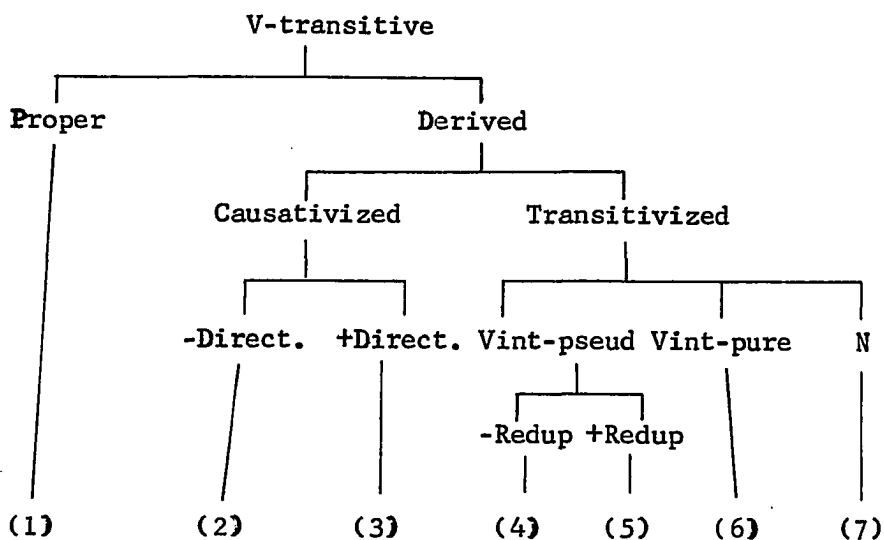 V-transitive
Proper Derived
Causativized Transitivized
-Direct. +Direct. Vint-pseud Vint-pure N
-Redup +Redup
(1) (2) (3) (4) (5) (6) (7)